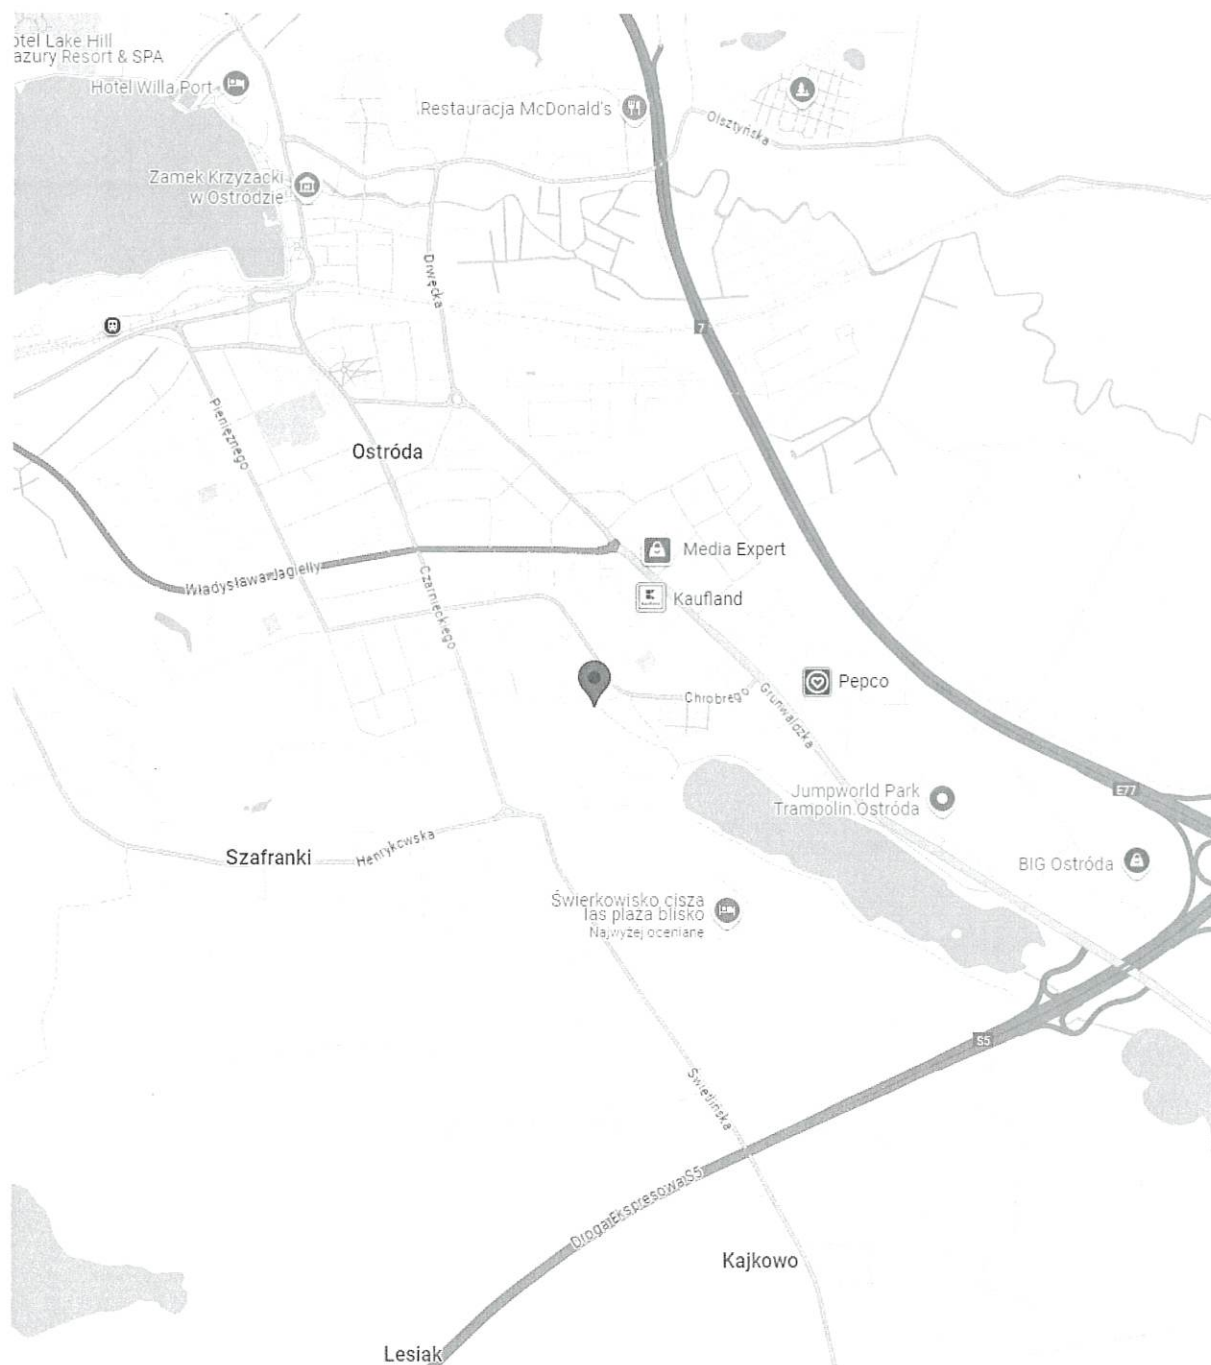 otel Lake Hill
azury Resort & SPA
Hotel Willa Port
Restauracja McDonald's
Olsztyńska
Zamek Krzyżacki
w Ostródzie
Drwęcka
7
Pieniężnego
Ostróda
Media Expert
Władysława Jagiełły
Czarnieckiego
Kaufland
K
Pepco
Chrobrego
Grunwaldzka
Jumpworld Park
Trampolin Ostróda
E77
Szafranki
Henrykowska
BIG Ostróda
Świerkowisko cisza
las plaża blisko
Najwyżej oceniane
S5
Świetlińska
Droga Ekspresowa S5
Kajkowo
Lesiak